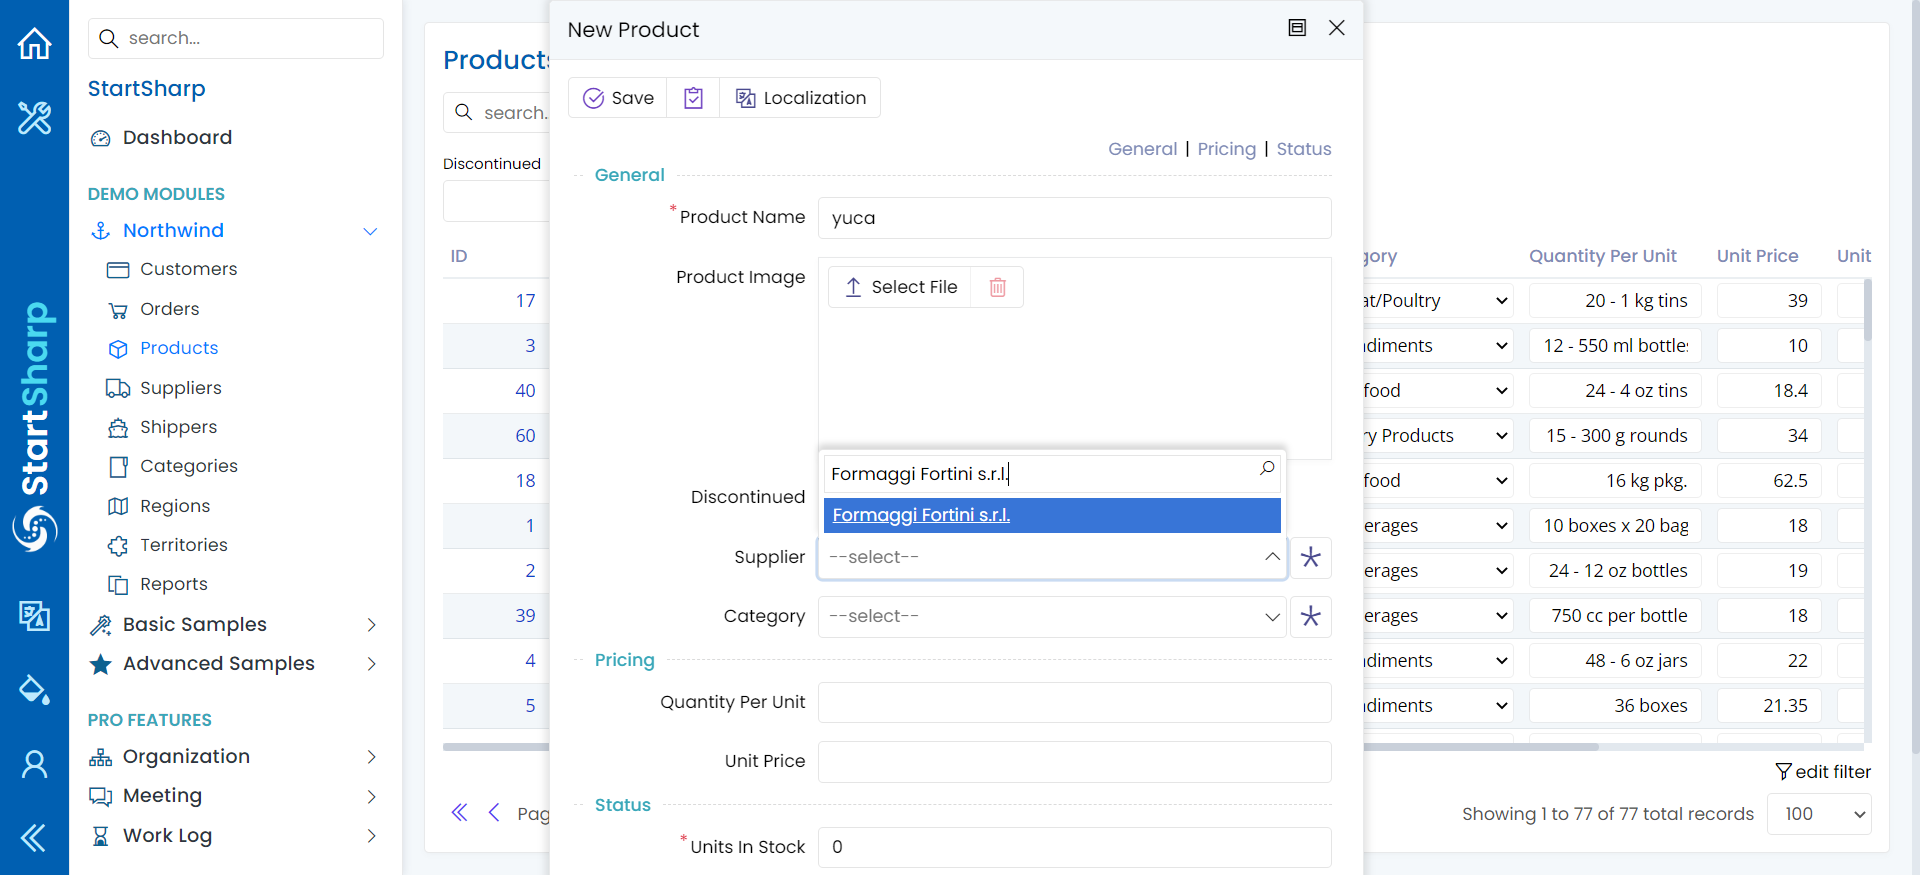 search...
StartSharp
Dashboard
DEMO MODULES
Northwind
Customers
Orders
Products
Suppliers
Shippers
Categories
Regions
Territories
Reports
Basic Samples
Advanced Samples
PRO FEATURES
Organization
Meeting
Work Log
StartSharp
Products
search.
Discontinued
ID
17
3
40
60
18
1
2
39
4
5
Pag
New Product
Save
Localization
General | Pricing | Status
General
* Product Name yuca
Product Image Select File
Discontinued
Formaggi Fortini s.r.l.
Formaggi Fortini s.r.l.
Supplier --select--
Category --select--
Pricing
Quantity Per Unit
Unit Price
Status
* Units In Stock 0
gory Quantity Per Unit Unit Price Unit
at/Poultry 20 - 1 kg tins 39
diments 12 - 550 ml bottles 10
food 24 - 4 oz tins 18.4
ry Products 15 - 300 g rounds 34
food 16 kg pkg. 62.5
erages 10 boxes x 20 bag 18
erages 24 - 12 oz bottles 19
erages 750 cc per bottle 18
diments 48 - 6 oz jars 22
diments 36 boxes 21.35
edit filter
Showing 1 to 77 of 77 total records 100